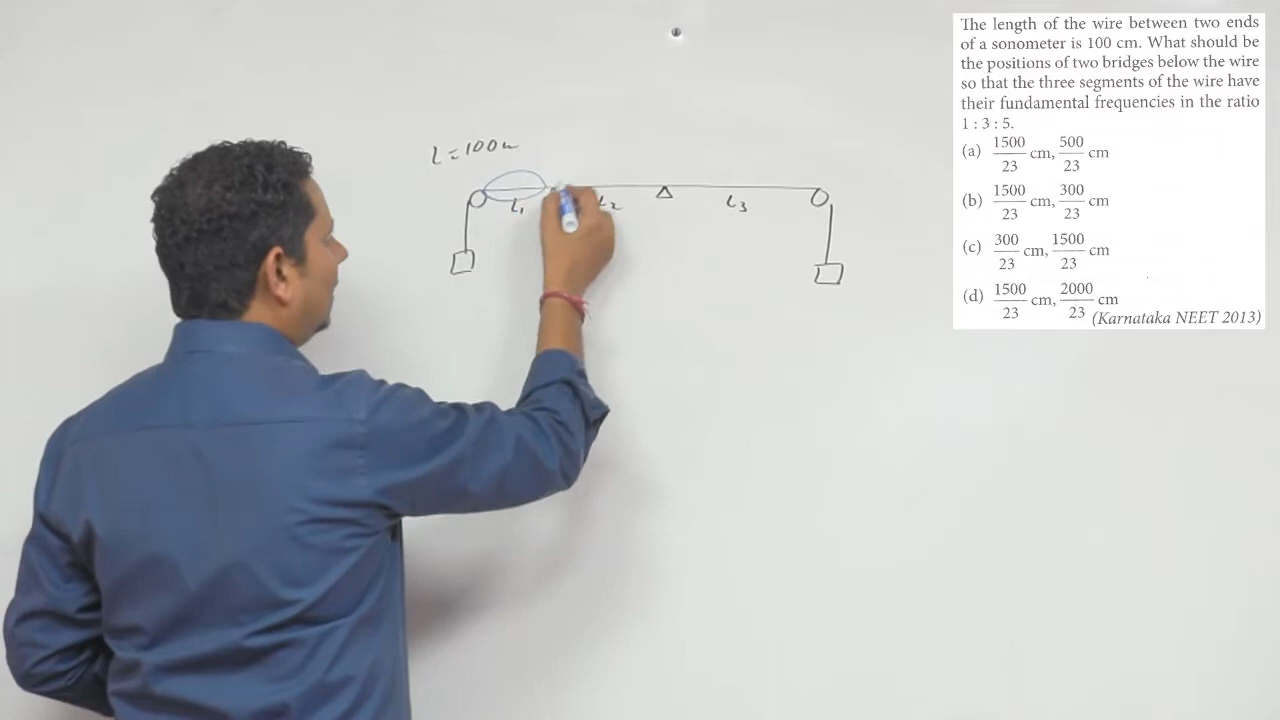 The length of the wire between two ends
of a sonometer is 100 cm. What should be
the positions of two bridges below the wire
so that the three segments of the wire have
their fundamental frequencies in the ratio
1 : 3 : 5.
(a) 1500/23 cm, 500/23 cm
(b) 1500/23 cm, 300/23 cm
(c) 300/23 cm, 1500/23 cm
(d) 1500/23 cm, 2000/23 cm
(Karnataka NEET 2013)
l = 100
L₁ L₂ L₃